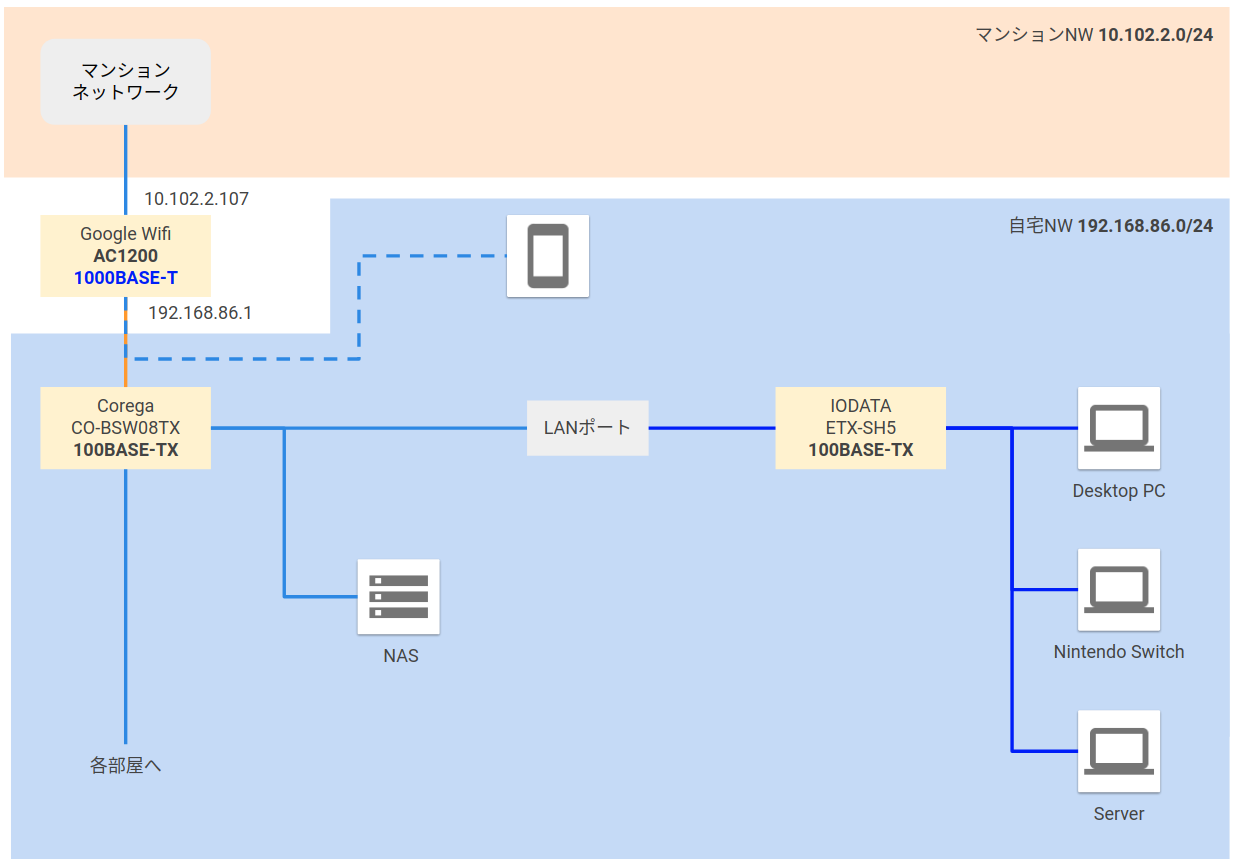 マンションNW 10.102.2.0/24
マンション
ネットワーク
10.102.2.107
Google Wifi
AC1200
1000BASE-T
自宅NW 192.168.86.0/24
192.168.86.1
Corega
CO-BSW08TX
100BASE-TX
LANポート
IODATA
ETX-SH5
100BASE-TX
Desktop PC
NAS
Nintendo Switch
各部屋へ
Server